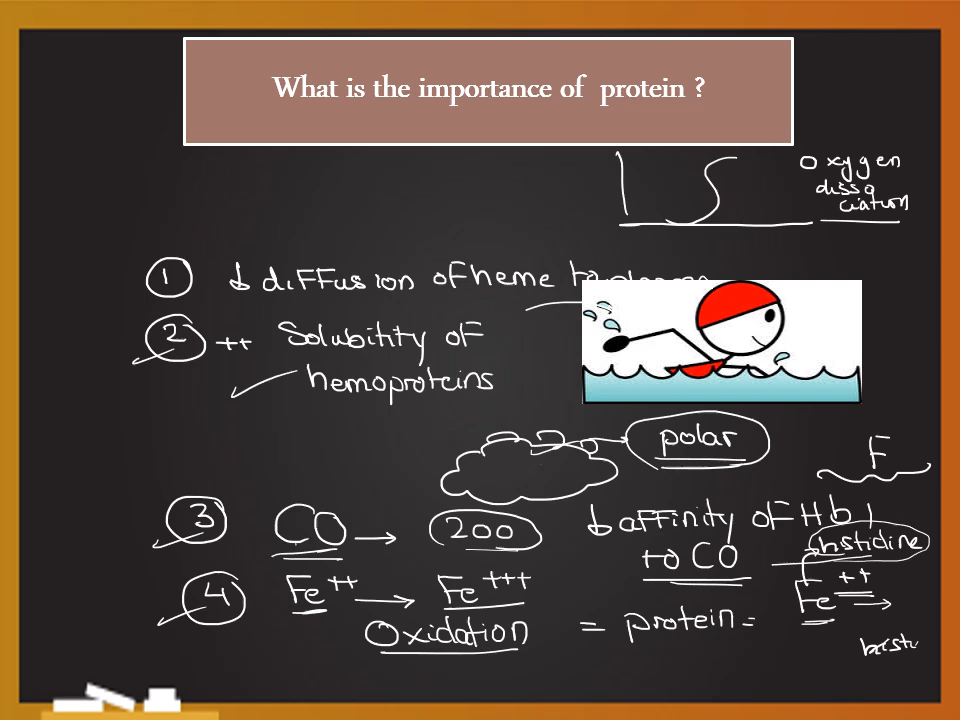 What is the importance of protein ?
Oxygen
disso
ciation
1 ↓ diffusion of heme
2 ++ Solubitity of
hemoproteins
polar
F
3 CO → 200 ↓ affinity of Hb
to CO
histidine
4 Fe++ → Fe+++
Oxidation = protein = Fe++ →